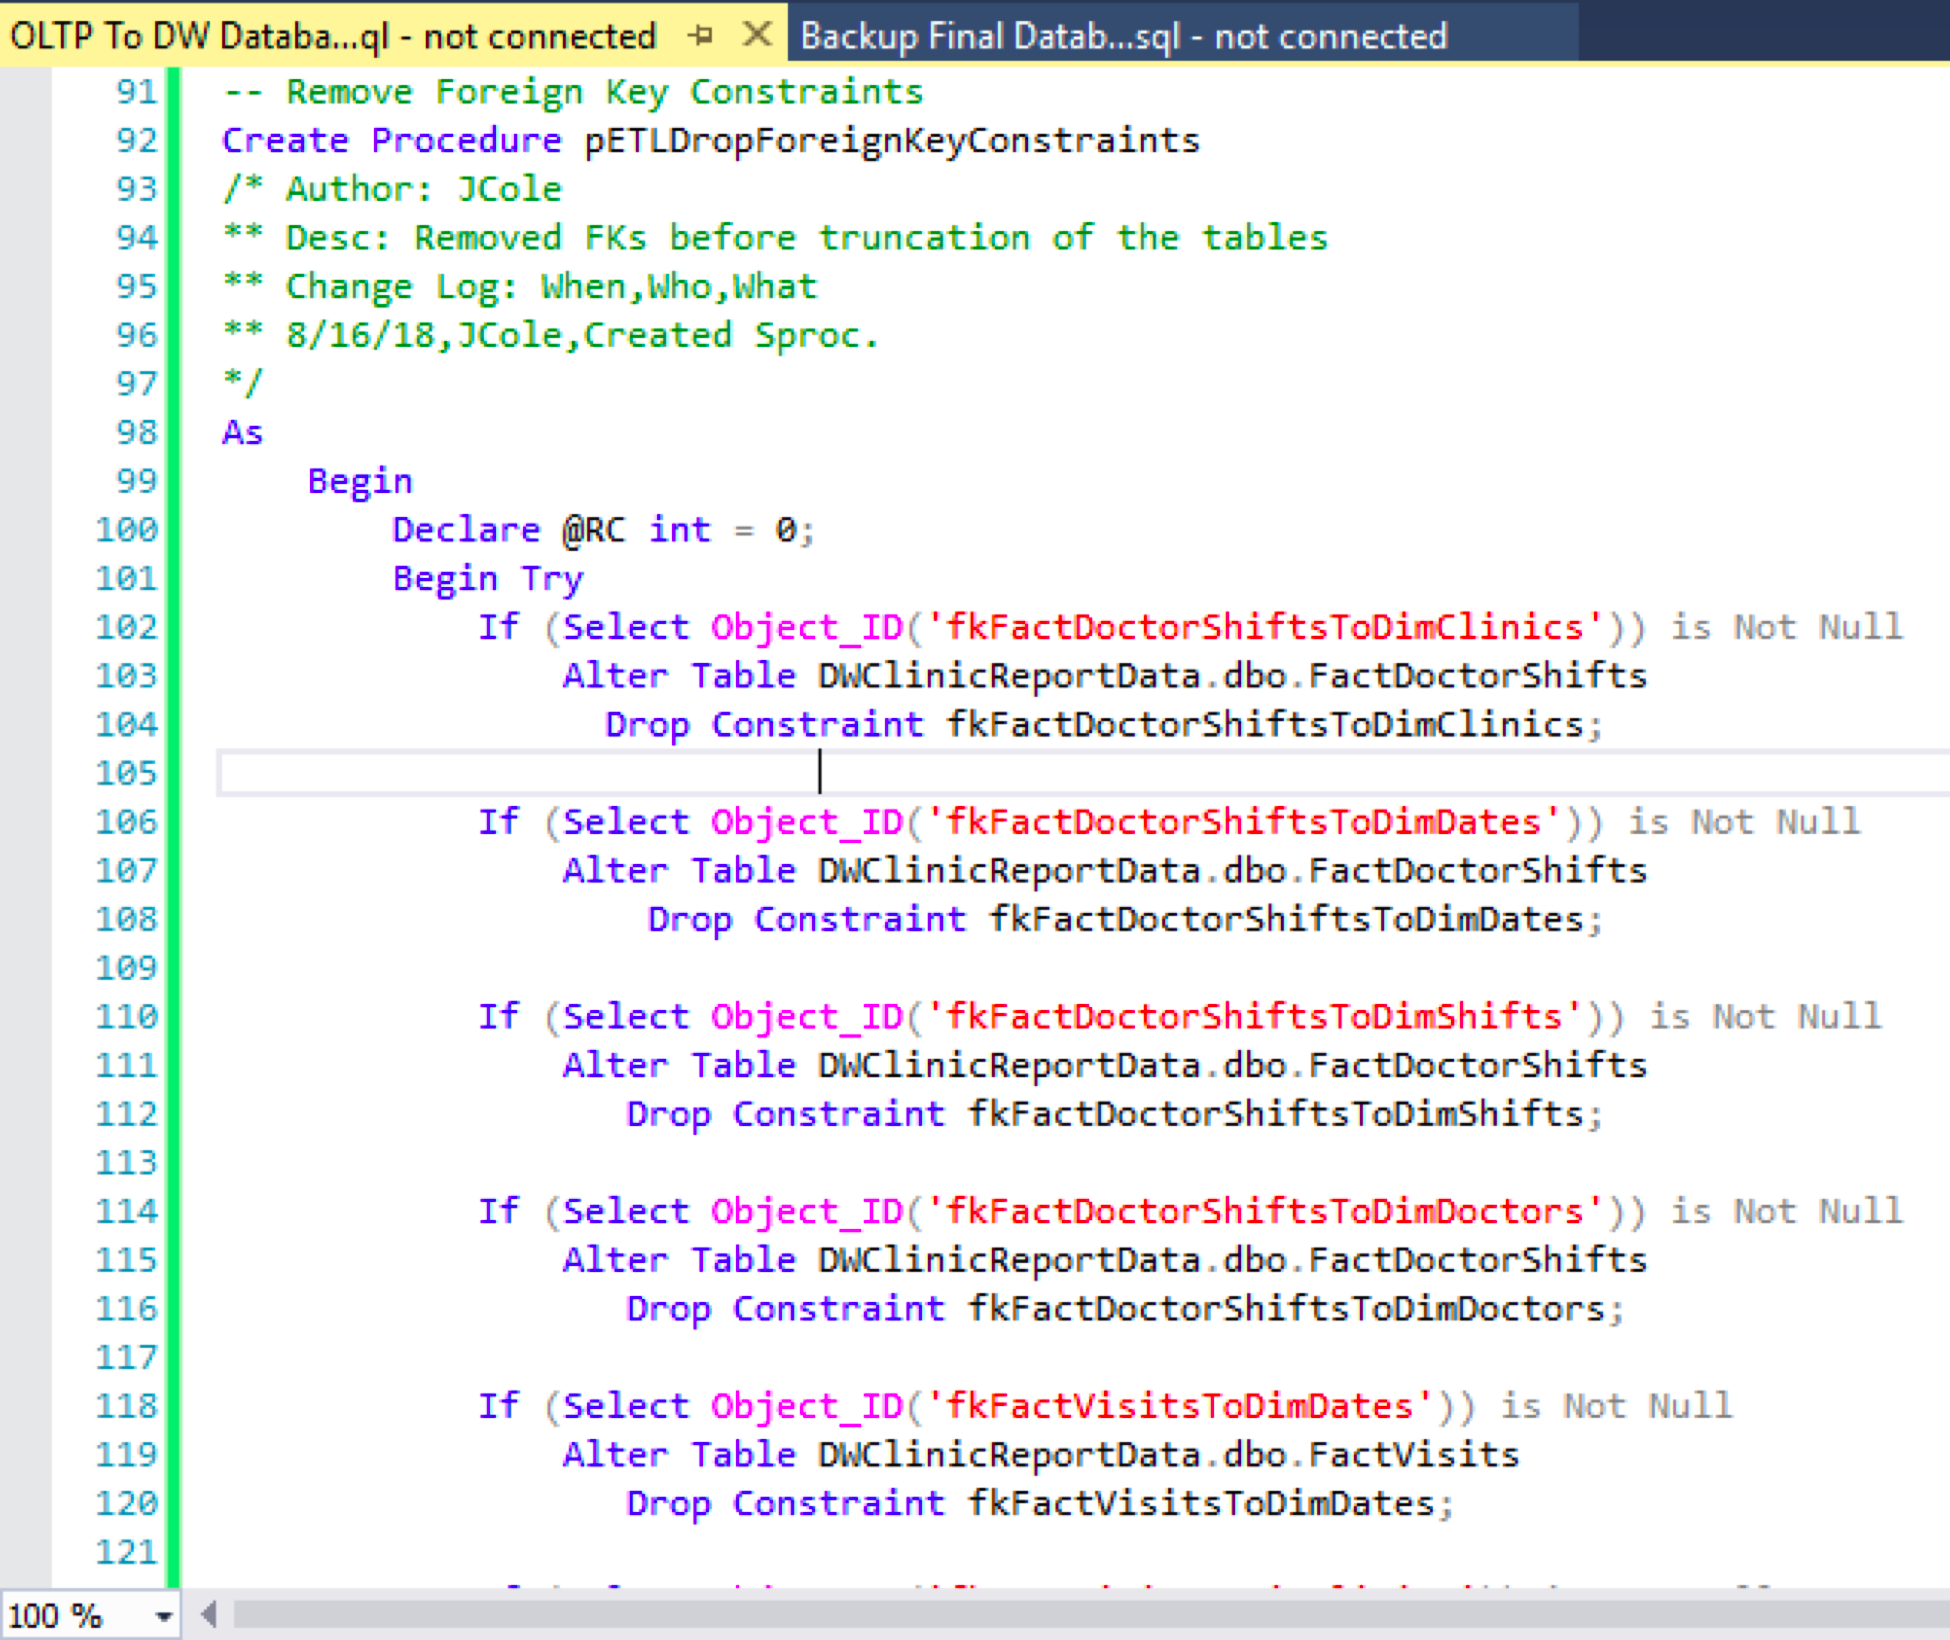 OLTP To DW Databa...ql - not connected
Backup Final Datab...sql - not connected
91 -- Remove Foreign Key Constraints
92 Create Procedure pETLDropForeignKeyConstraints
93 /* Author: JCole
94 ** Desc: Removed FKs before truncation of the tables
95 ** Change Log: When,Who,What
96 ** 8/16/18,JCole,Created Sproc.
97 */
98 As
99 Begin
100 Declare @RC int = 0;
101 Begin Try
102 If (Select Object_ID('fkFactDoctorShiftsToDimClinics')) is Not Null
103 Alter Table DWClinicReportData.dbo.FactDoctorShifts
104 Drop Constraint fkFactDoctorShiftsToDimClinics;
105
106 If (Select Object_ID('fkFactDoctorShiftsToDimDates')) is Not Null
107 Alter Table DWClinicReportData.dbo.FactDoctorShifts
108 Drop Constraint fkFactDoctorShiftsToDimDates;
109
110 If (Select Object_ID('fkFactDoctorShiftsToDimShifts')) is Not Null
111 Alter Table DWClinicReportData.dbo.FactDoctorShifts
112 Drop Constraint fkFactDoctorShiftsToDimShifts;
113
114 If (Select Object_ID('fkFactDoctorShiftsToDimDoctors')) is Not Null
115 Alter Table DWClinicReportData.dbo.FactDoctorShifts
116 Drop Constraint fkFactDoctorShiftsToDimDoctors;
117
118 If (Select Object_ID('fkFactVisitsToDimDates')) is Not Null
119 Alter Table DWClinicReportData.dbo.FactVisits
120 Drop Constraint fkFactVisitsToDimDates;
121
100 %